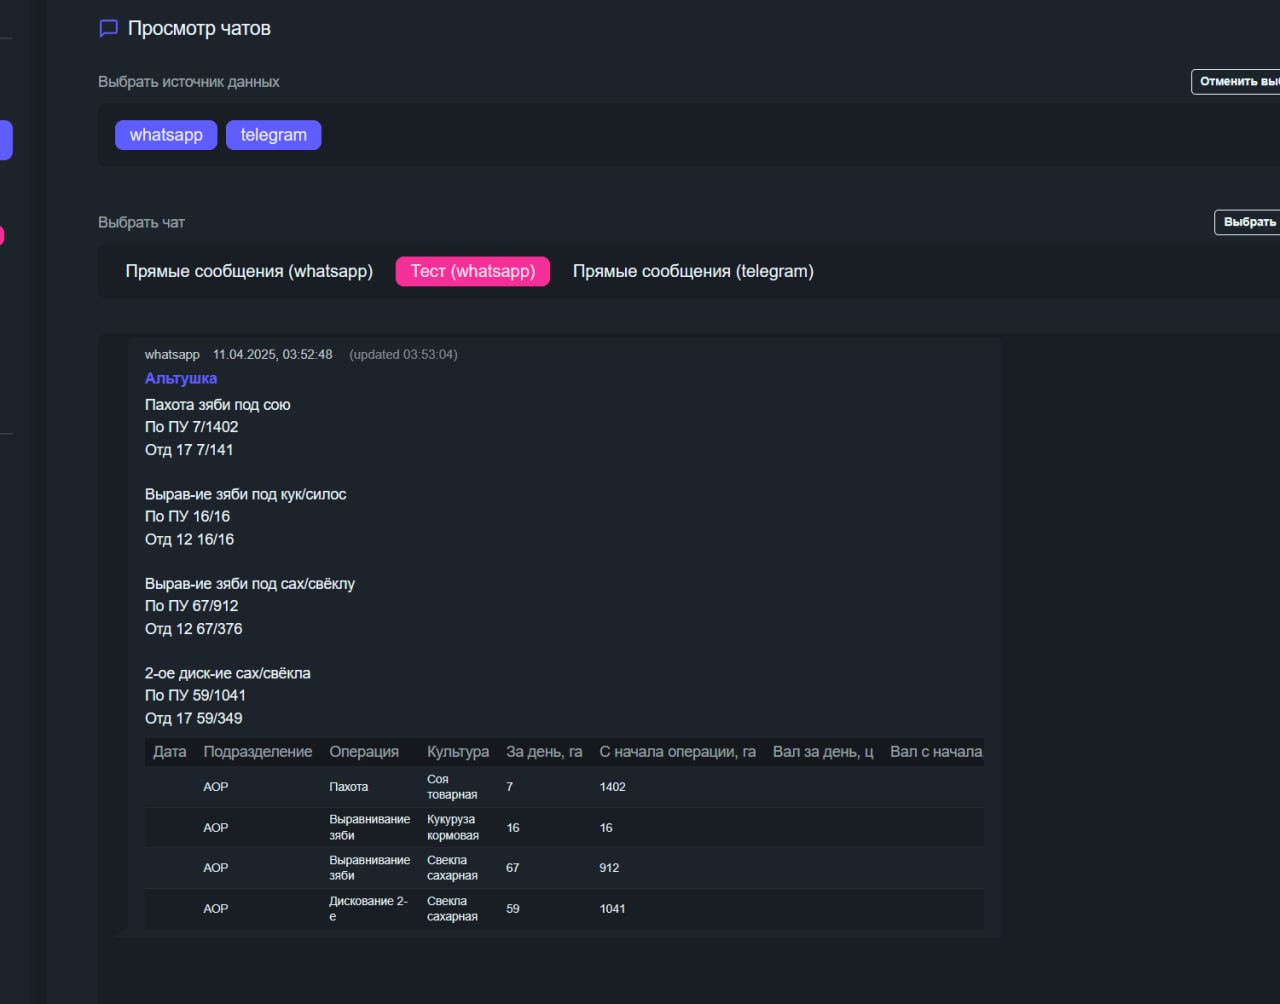 Просмотр чатов
Выбрать источник данных
Отменить
whatsapp telegram
Выбрать чат
Выбрать
Прямые сообщения (whatsapp) Тест (whatsapp) Прямые сообщения (telegram)
whatsapp 11.04.2025, 03:52:48 (updated 03:53:04)
Альтушка
Пахота зяби под сою
По ПУ 7/1402
Отд 17 7/141
Вырав-ие зяби под кук/силос
По ПУ 16/16
Отд 12 16/16
Вырав-ие зяби под сах/свёклу
По ПУ 67/912
Отд 12 67/376
2-ое диск-ие сах/свёкла
По ПУ 59/1041
Отд 17 59/349
Дата Подразделение Операция Культура За день, га С начала операции, га Вал за день, ц Вал с начала
АОР Пахота Соя товарная 7 1402
АОР Выравнивание зяби Кукуруза кормовая 16 16
АОР Выравнивание зяби Свекла сахарная 67 912
АОР Дискование 2-е Свекла сахарная 59 1041